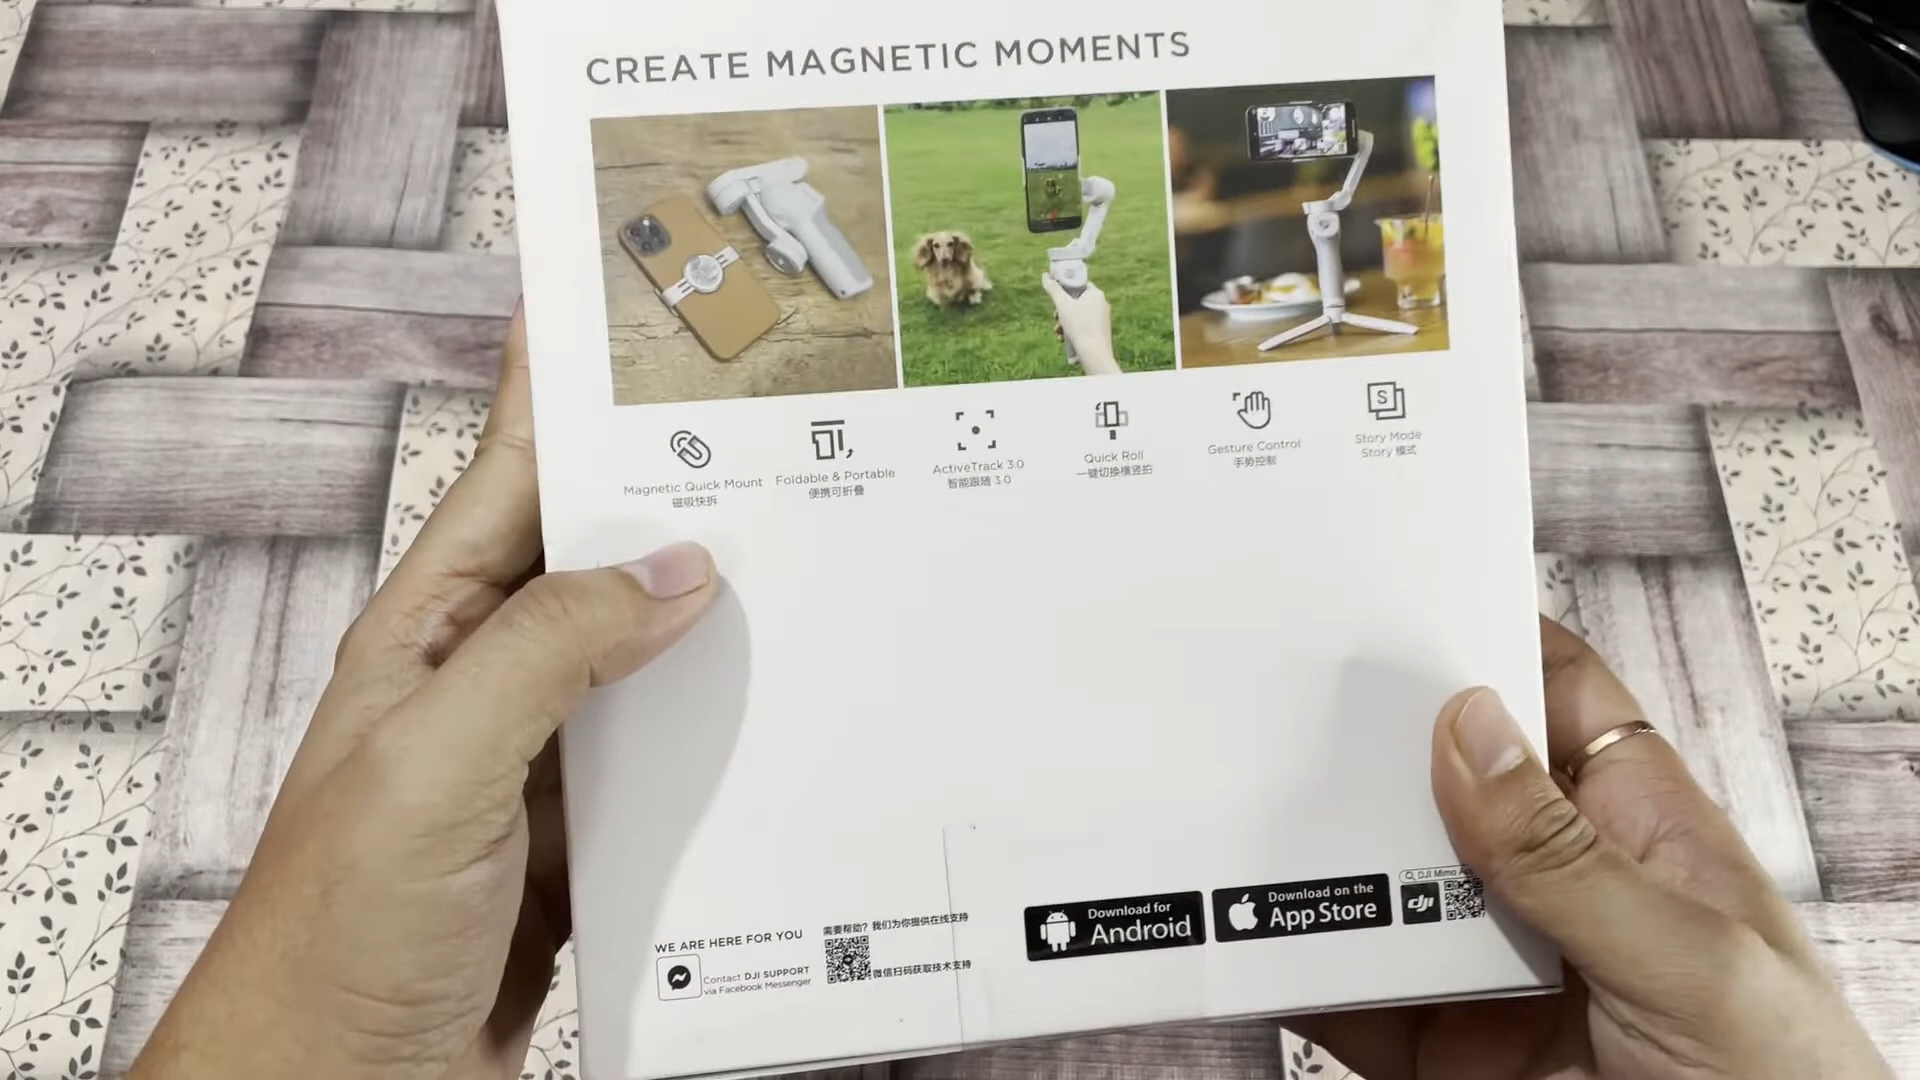 CREATE MAGNETIC MOMENTS
Magnetic Quick Mount
磁吸快拆
Foldable & Portable
便携可折叠
ActiveTrack 3.0
智能跟随 3.0
Quick Roll
一键切换横竖拍
Gesture Control
手势控制
Story Mode
Story 模式
S
WE ARE HERE FOR YOU
Contact DJI SUPPORT
via Facebook Messenger
需要帮助？我们为你提供在线支持
微信扫码获取技术支持
Download for
Android
Download on the
App Store
DJI Mimo
dji